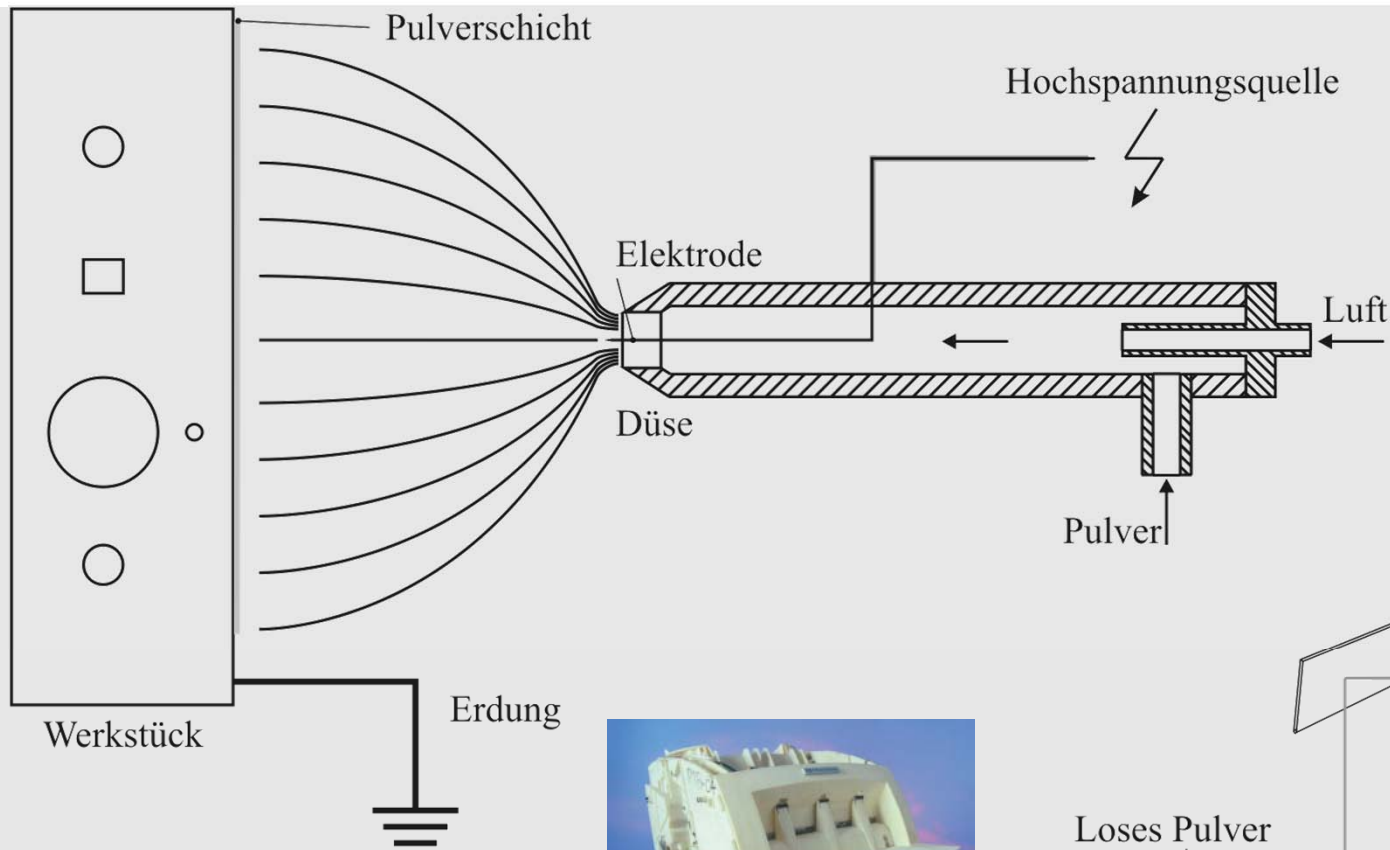 Pulverschicht
Hochspannungsquelle
Elektrode
Luft
Düse
Pulver
Erdung
Werkstück
Loses Pulver